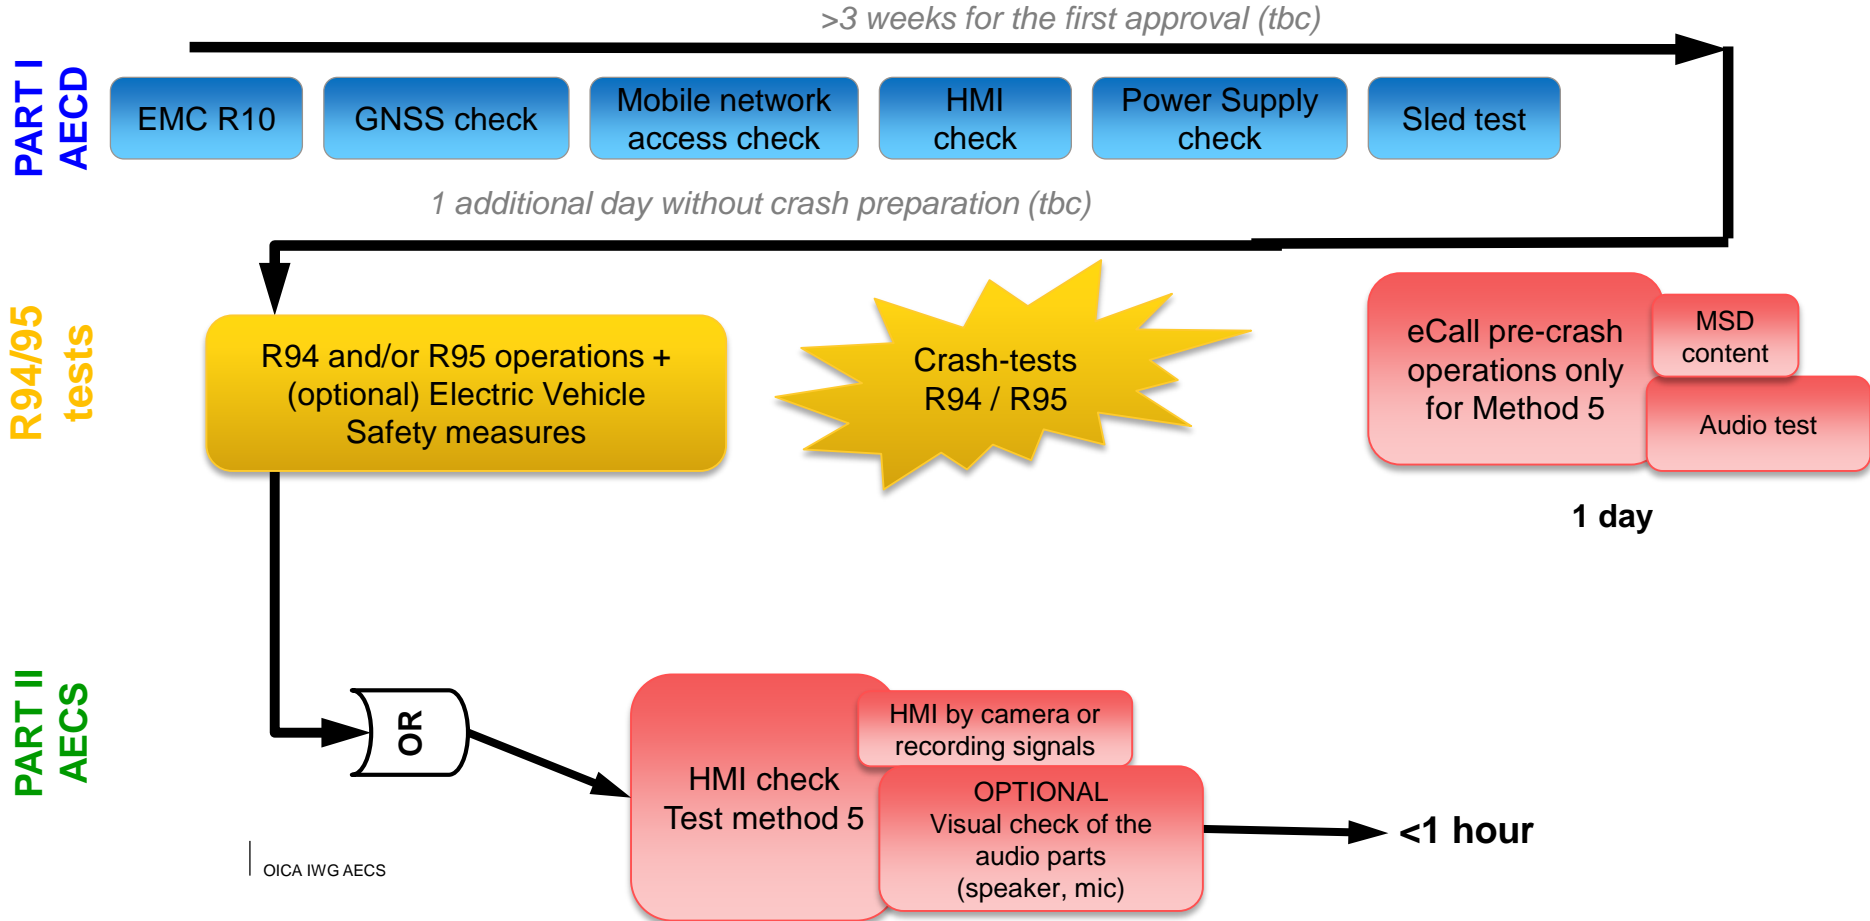 >3 weeks for the first approval (tbc)
PART I
AECD
EMC R10
GNSS check
Mobile network
access check
HMI
check
Power Supply
check
Sled test
1 additional day without crash preparation (tbc)
R94/95
tests
R94 and/or R95 operations +
(optional) Electric Vehicle
Safety measures
Crash-tests
R94 / R95
eCall pre-crash
operations only
for Method 5
MSD
content
Audio test
1 day
PART II
AECS
OR
HMI check
Test method 5
HMI by camera or
recording signals
OPTIONAL
Visual check of the
audio parts
(speaker, mic)
<1 hour
OICA IWG AECS